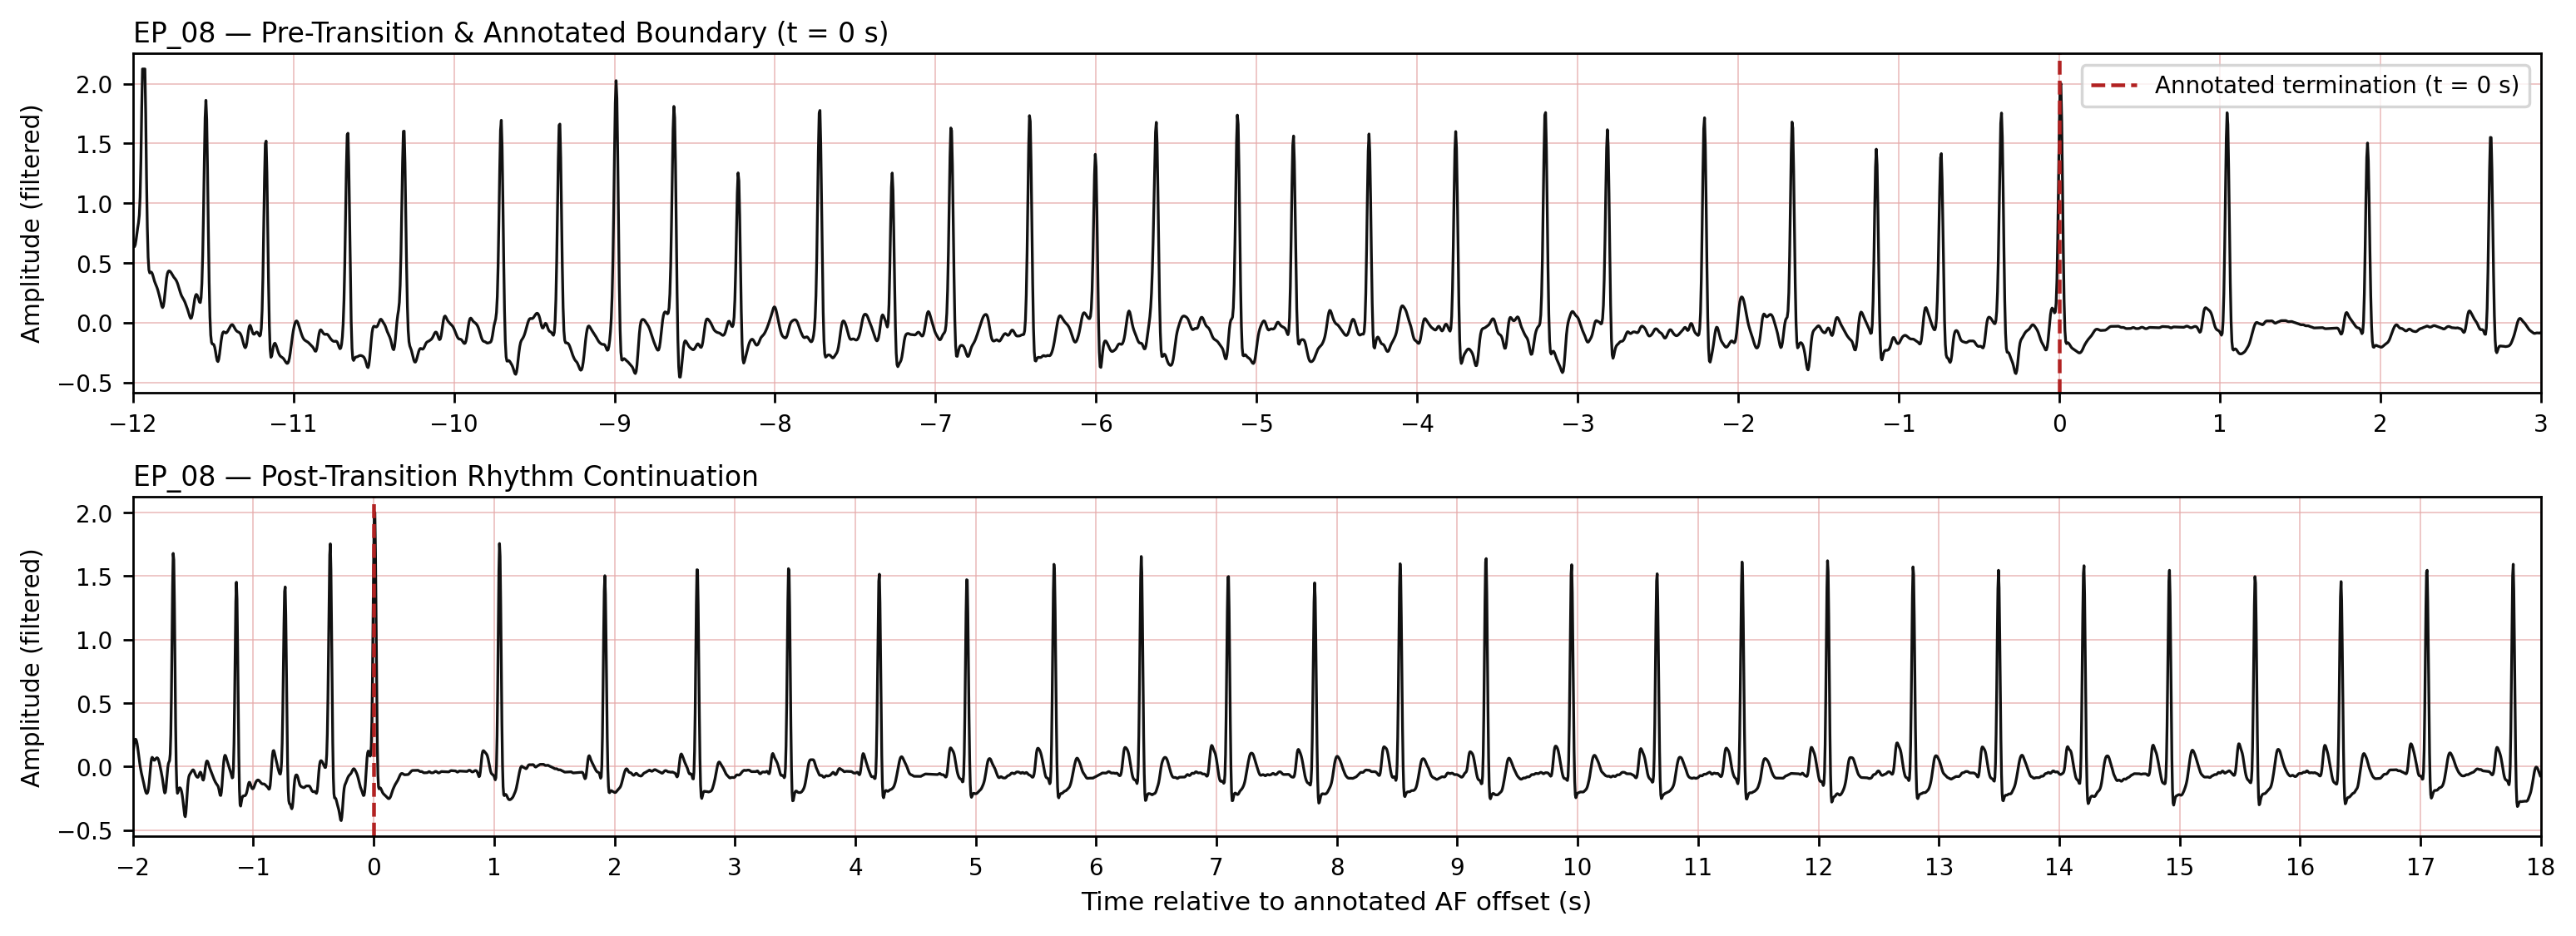 EP_08 — Pre-Transition & Annotated Boundary (t = 0 s)
Amplitude (filtered)
2.0
1.5
1.0
0.5
0.0
−0.5
Annotated termination (t = 0 s)
−12 −11 −10 −9 −8 −7 −6 −5 −4 −3 −2 −1 0 1 2 3
EP_08 — Post-Transition Rhythm Continuation
Amplitude (filtered)
2.0
1.5
1.0
0.5
0.0
−0.5
−2 −1 0 1 2 3 4 5 6 7 8 9 10 11 12 13 14 15 16 17 18
Time relative to annotated AF offset (s)